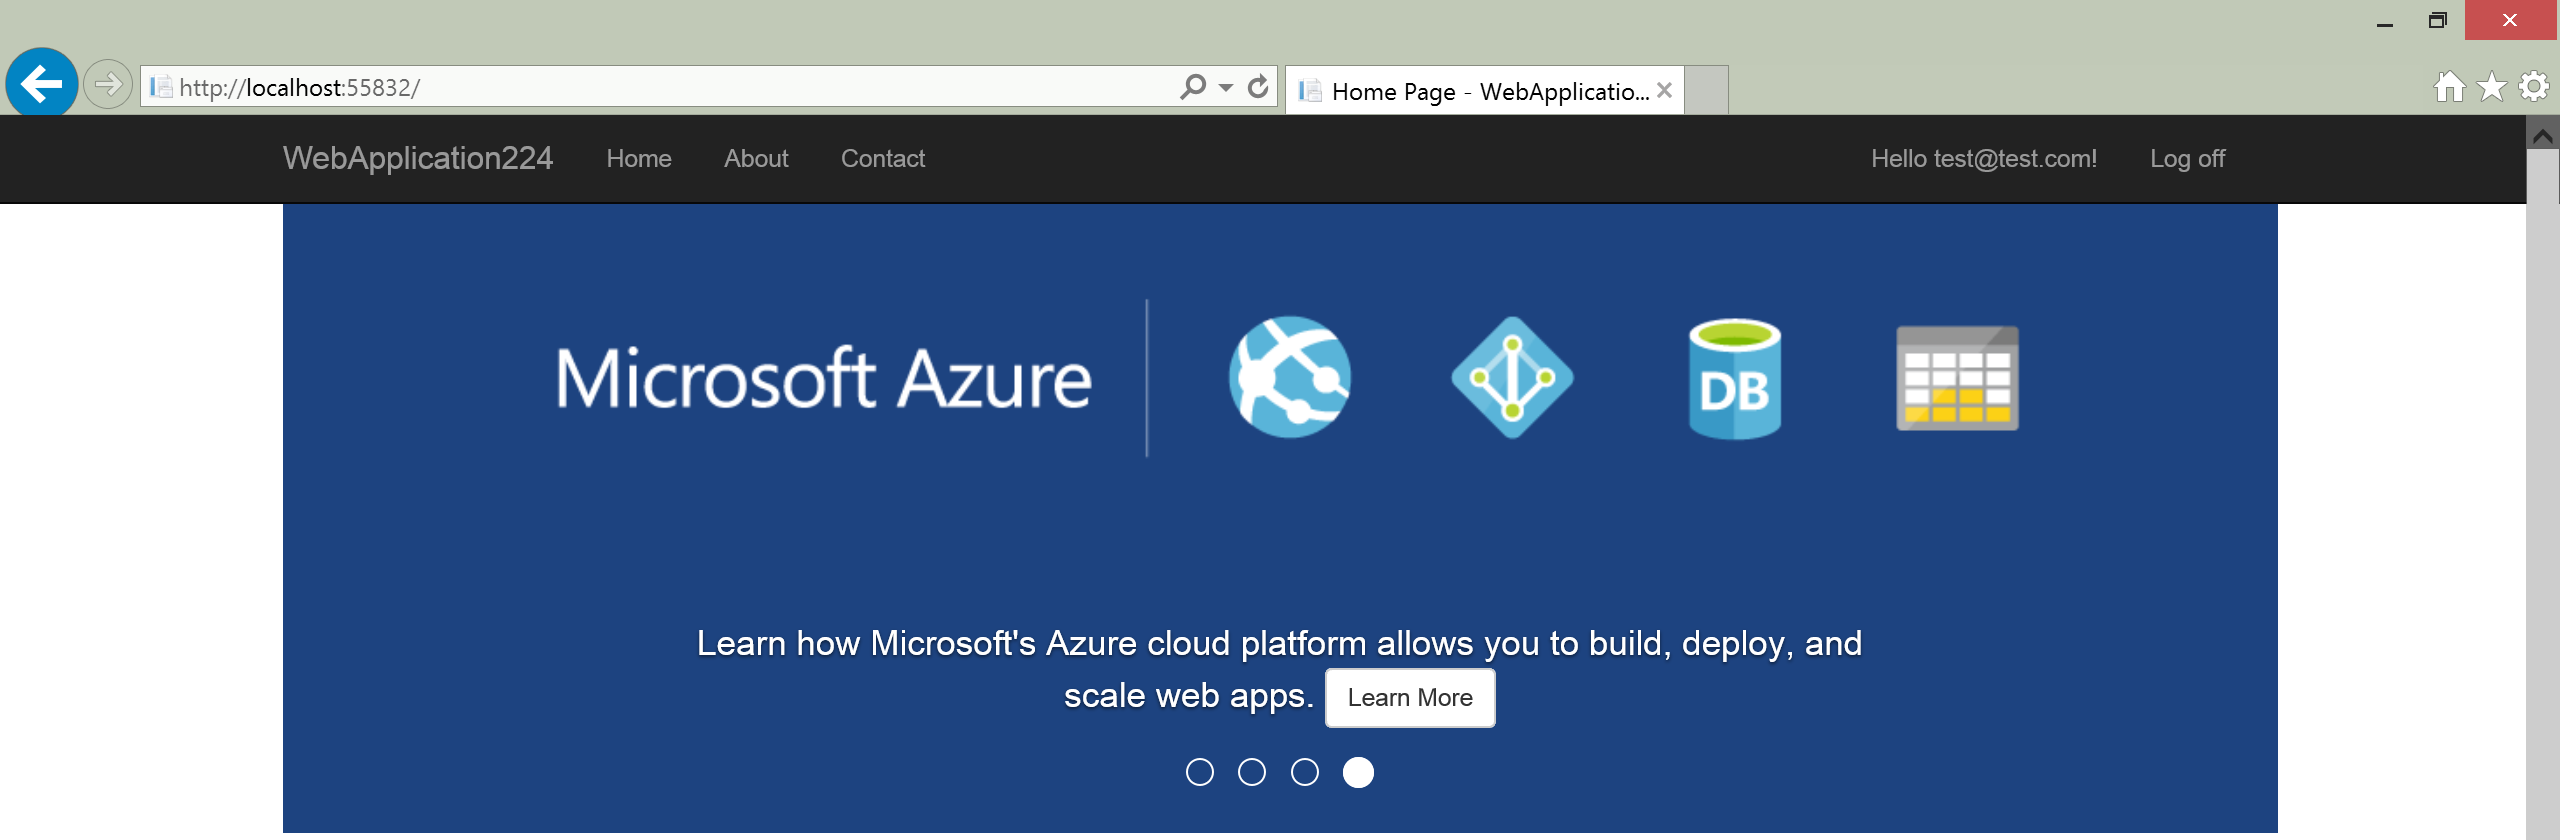 http://localhost:55832/
Home Page - WebApplicatio...
WebApplication224 Home About Contact Hello test@test.com! Log off
Microsoft Azure
DB
Learn how Microsoft's Azure cloud platform allows you to build, deploy, and
scale web apps. Learn More